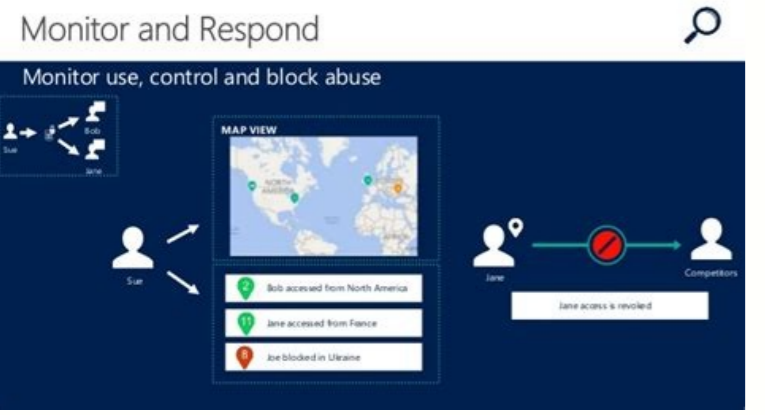 Monitor and Respond
Monitor use, control and block abuse
Bob
Sue
Jane
MAP VIEW
NORTH
AMERICA
Sue
2 Bob accessed from North America
11 Jane accessed from France
8 Joe blocked in Ukraine
Jane
Competitors
Jane access is revoked